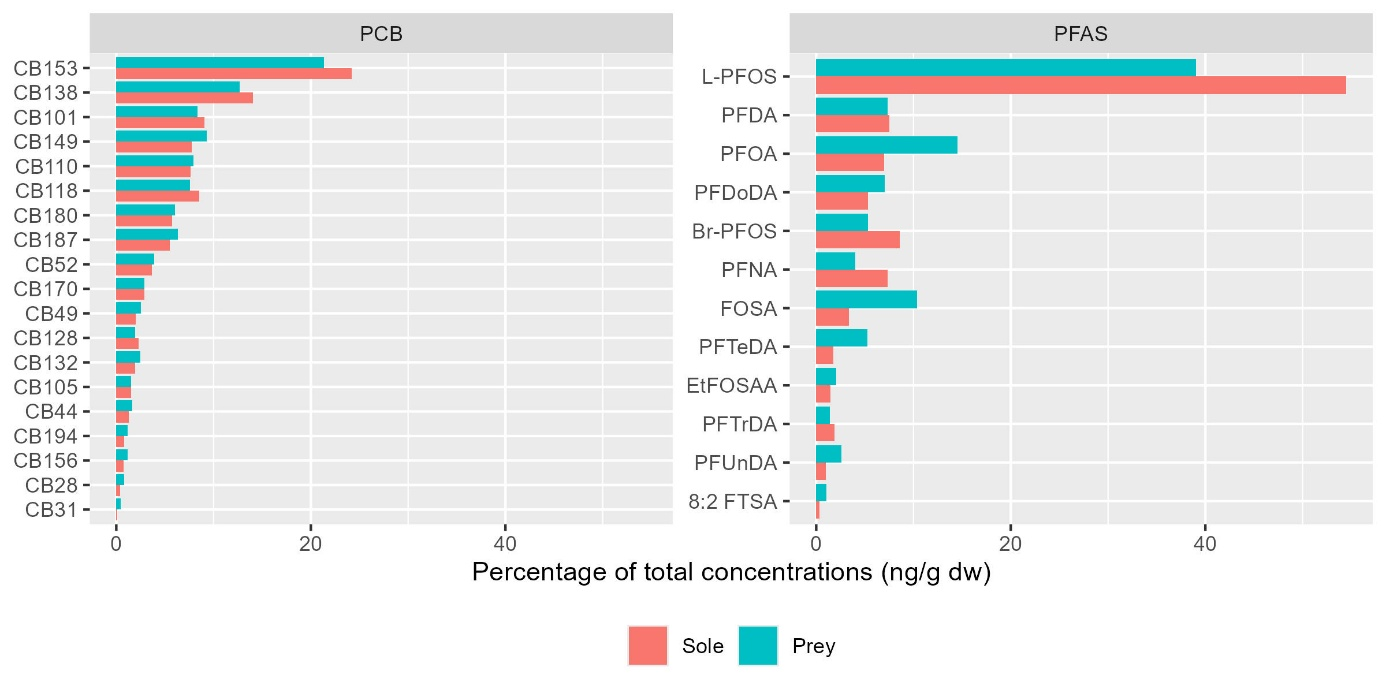 PCB
CB153
CB138
CB101
CB149
CB110
CB118
CB180
CB187
CB52
CB170
CB49
CB128
CB132
CB105
CB44
CB194
CB156
CB28
CB31
0 20 40
PFAS
L-PFOS
PFDA
PFOA
PFDoDA
Br-PFOS
PFNA
FOSA
PFTeDA
EtFOSAA
PFTrDA
PFUnDA
8:2 FTSA
0 20 40
Percentage of total concentrations (ng/g dw)
Sole Prey